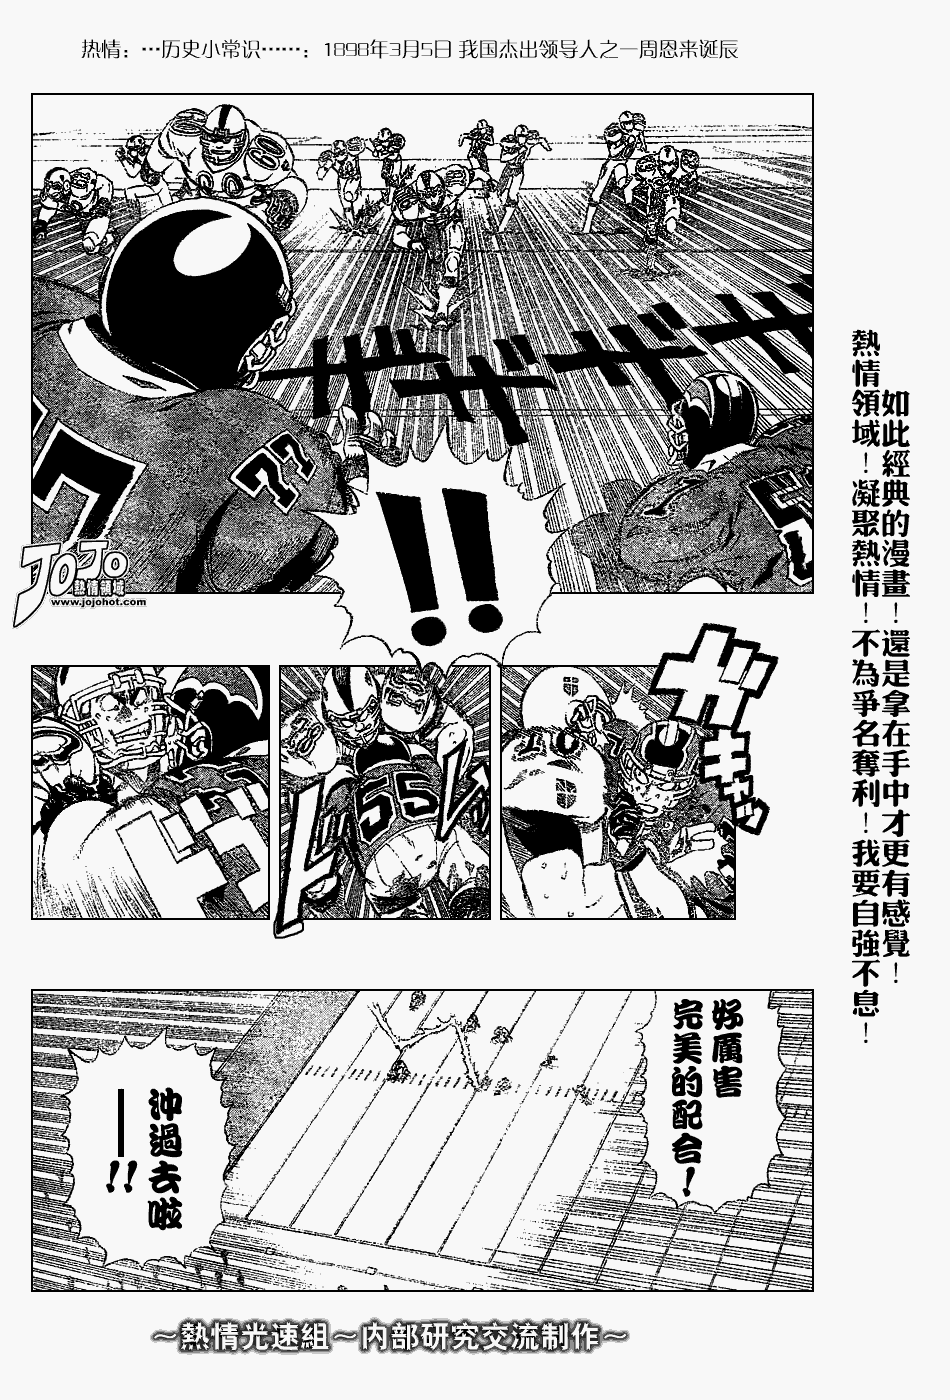 热情：…历史小常识……：1898年3月5日 我国杰出领导人之一周恩来诞辰
ザザザザ
77
77
55
!!
JOJO
熱情領域
www.jojohot.com
如此經典的漫畫！還是拿在手中才更有感覺！
熱情領域！凝聚熱情！不為爭名奪利！我要自強不息！
ガ
キャッ
55
好厲害
完美的配合！
沖過去啦
——!!
～熱情光速組～内部研究交流制作～